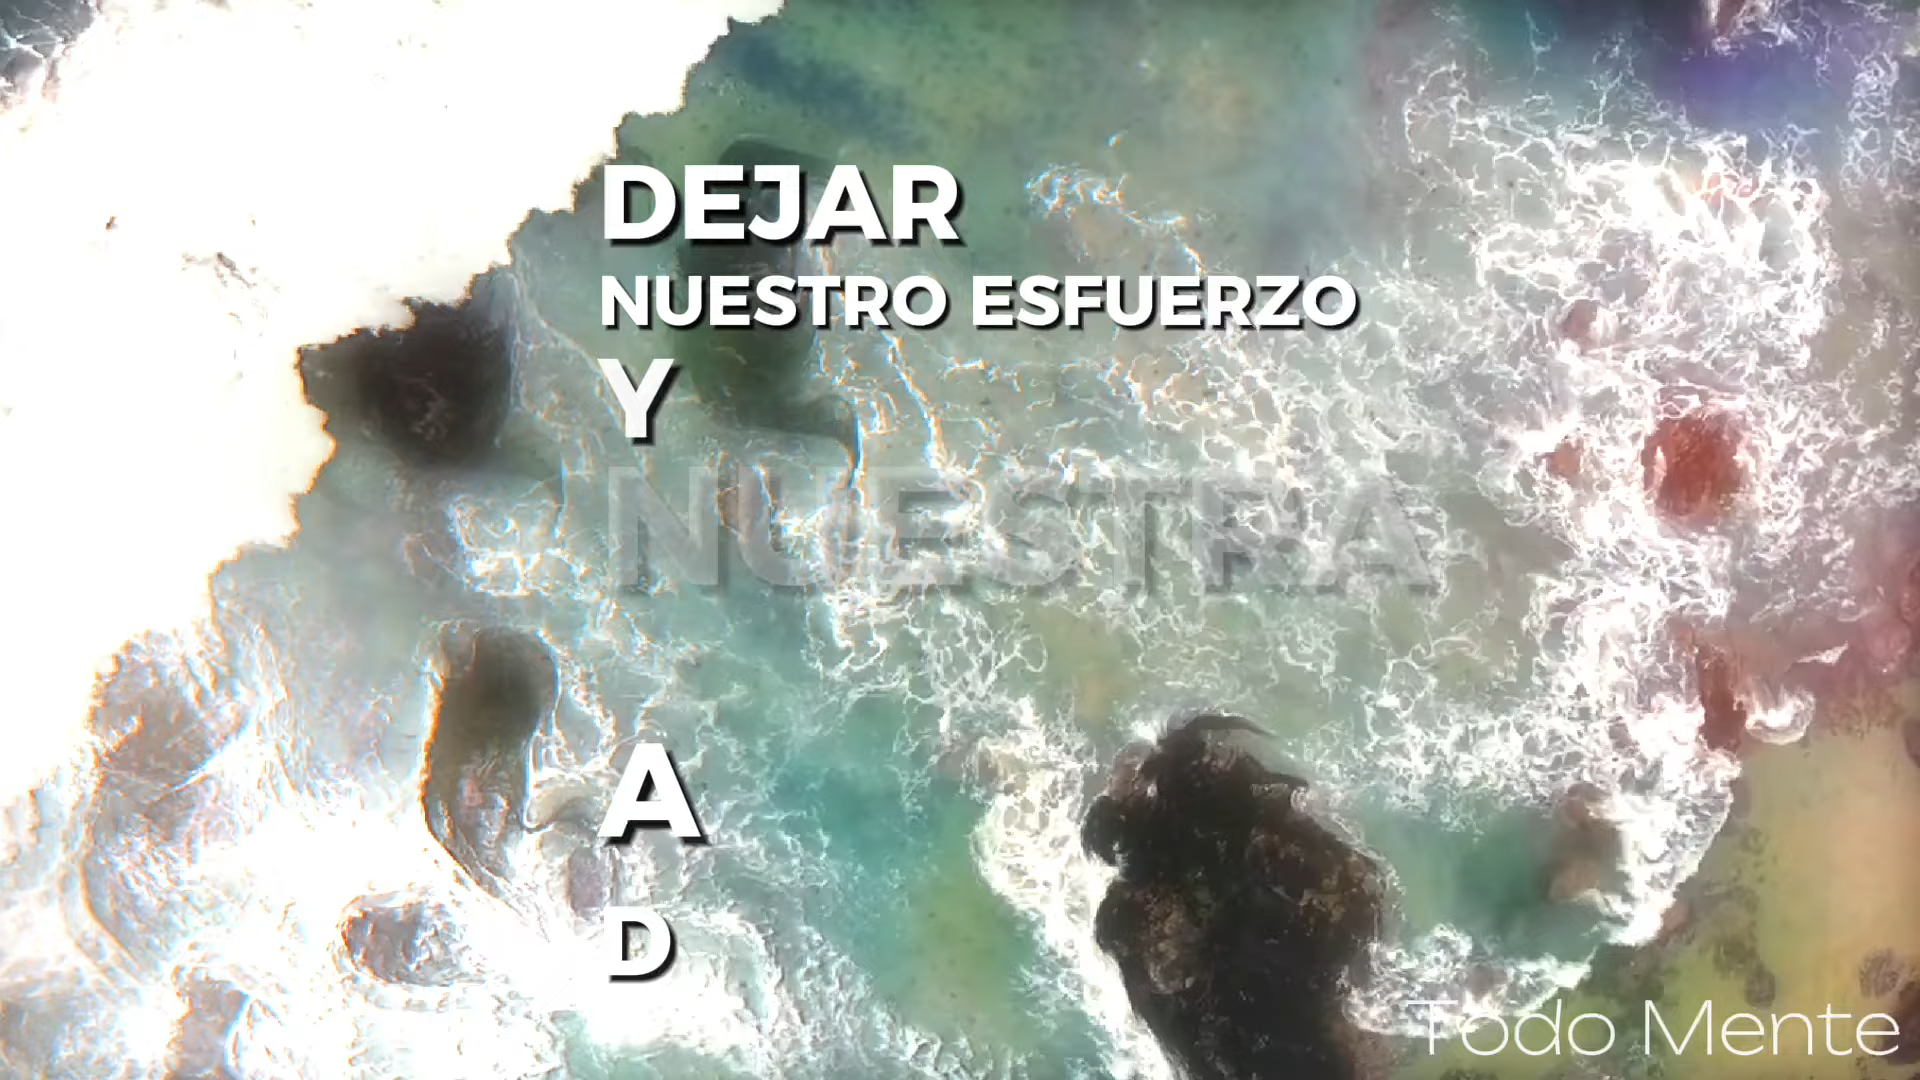 DEJAR
NUESTRO ESFUERZO
Y
NUESTRA
A
D
Todo Mente